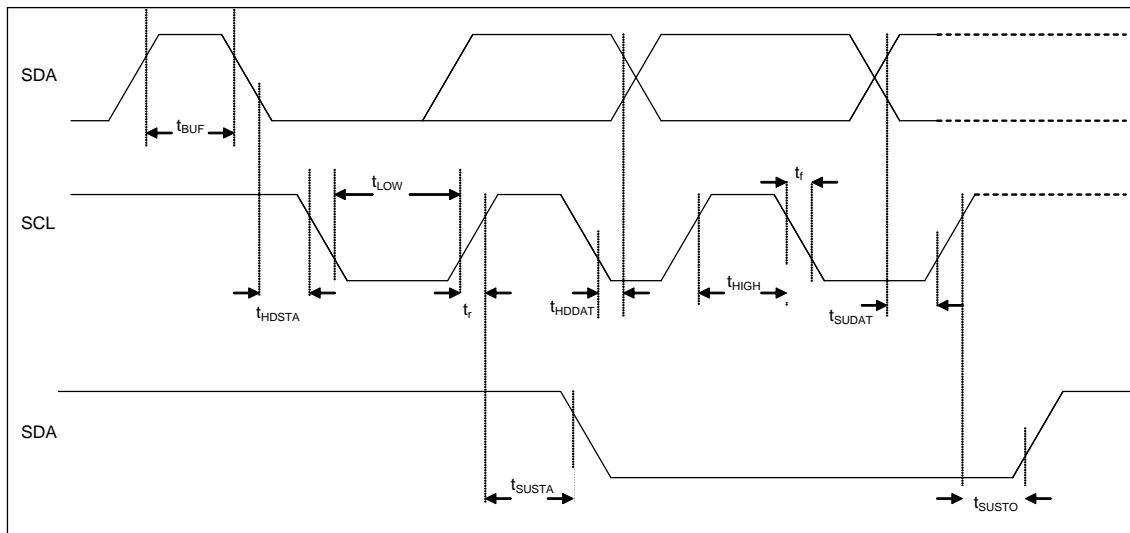 SDA
tBUF
tLOW
tf
SCL
tHDSTA
tr
tHDDAT
tHIGH
tSUDAT
SDA
tSUSTA
tSUSTO